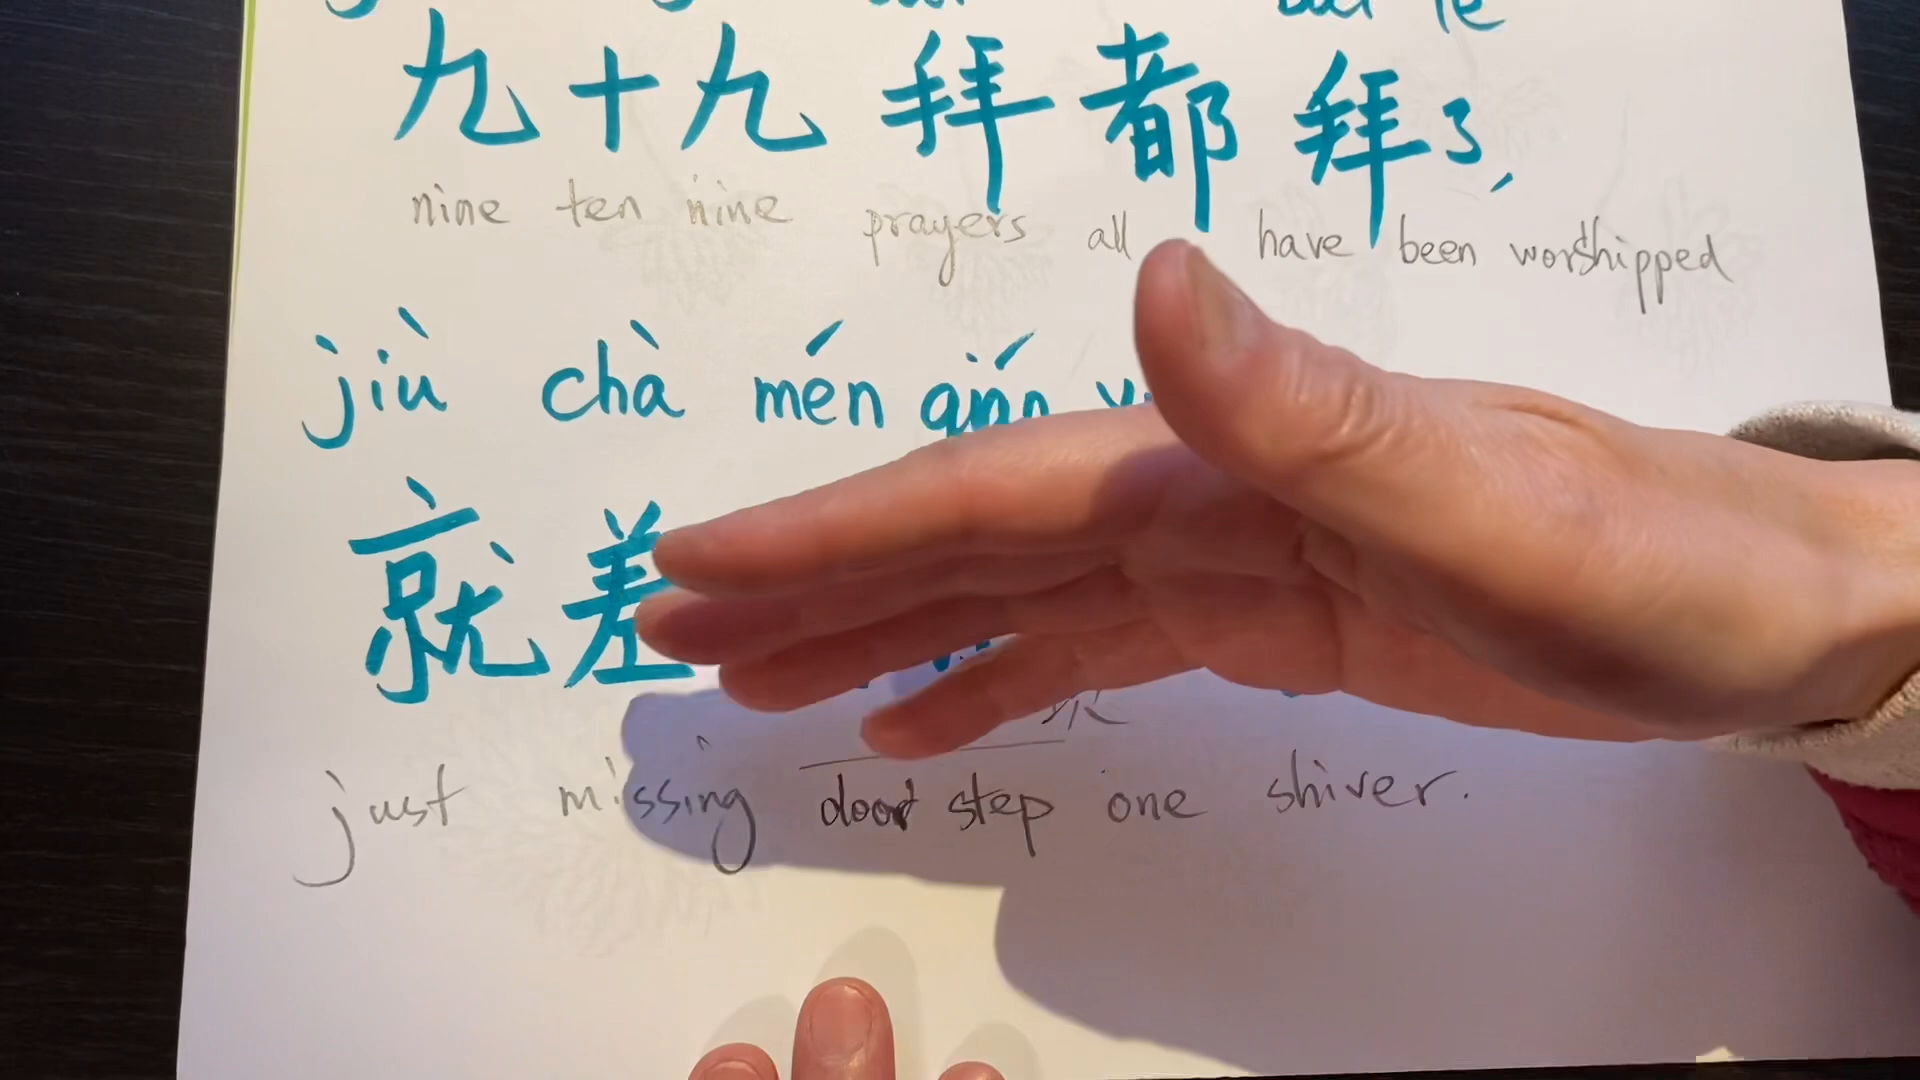 九十九拜都拜了,
nine ten nine prayers all have been worshipped
jiù chà mén qián
就差
just missing door step one shiver.